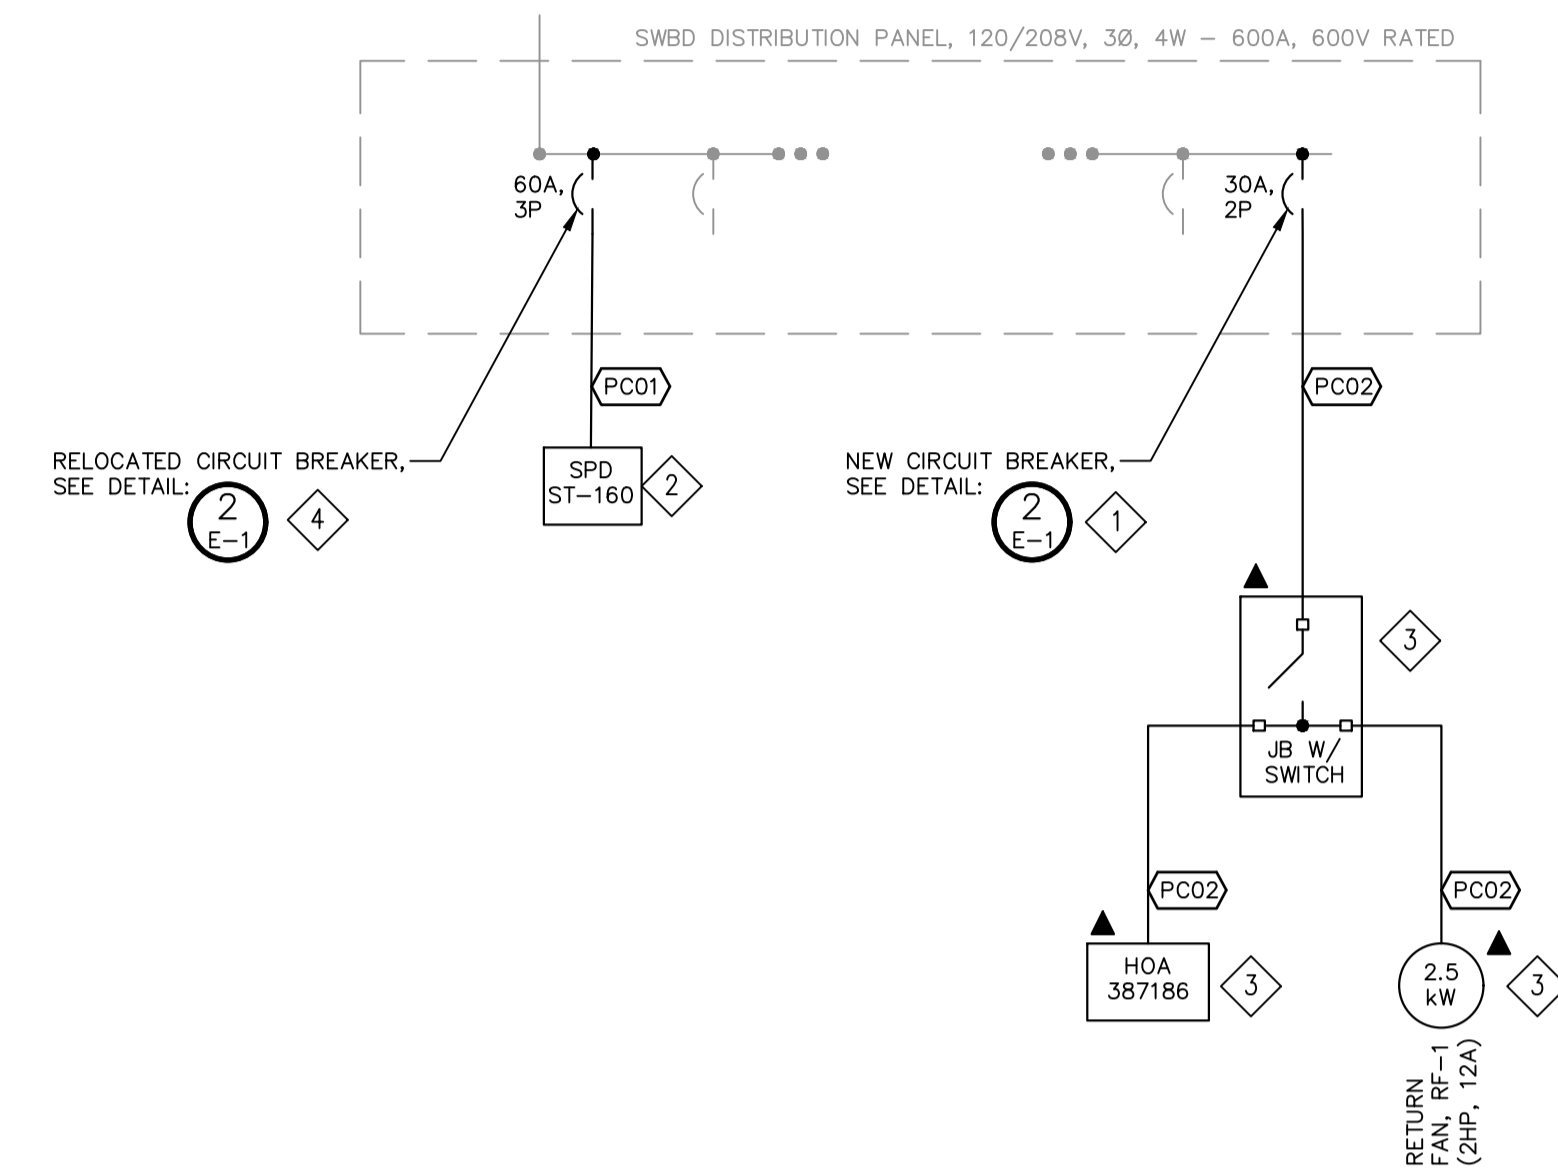 SWBD DISTRIBUTION PANEL, 120/208V, 3Ø, 4W – 600A, 600V RATED
60A,
3P
30A,
2P
PC01
PC02
RELOCATED CIRCUIT BREAKER,
SEE DETAIL:
2
E–1
4
SPD
ST–160
2
NEW CIRCUIT BREAKER,
SEE DETAIL:
2
E–1
1
3
JB W/
SWITCH
PC02
PC02
HOA
387186
3
2.5
kW
3
RETURN
FAN, RF–1
(2HP, 12A)